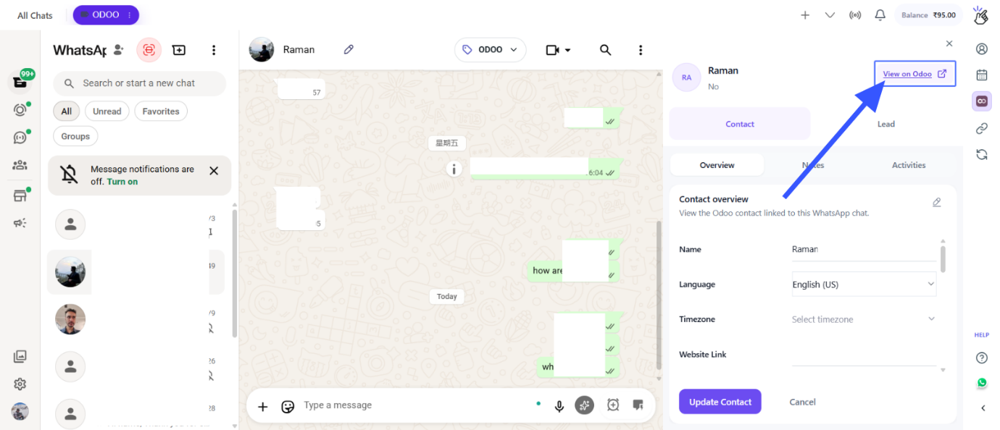 All Chats
ODOO
Balance ₹95.00
WhatsAp
99+
Search or start a new chat
All
Unread
Favorites
Groups
Message notifications are
off. Turn on
/3
49
/9
26
28
Raman
ODOO
57
星期五
6:04
5
how are
Today
wh
Type a message
RA
Raman
No
View on Odoo
Contact
Lead
Overview
Notes
Activities
Contact overview
View the Odoo contact linked to this WhatsApp chat.
Name
Raman
Language
English (US)
Timezone
Select timezone
Website Link
Update Contact
Cancel
HELP